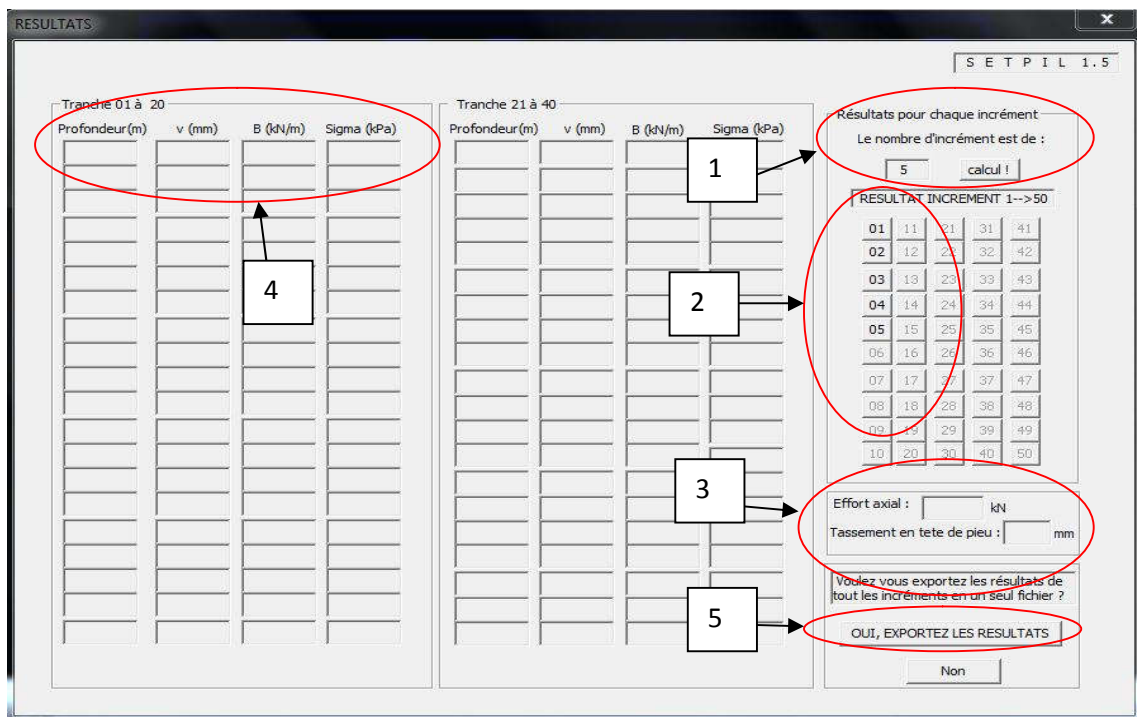 RESULTATS
x
S E T P I L 1.5
Tranche 01 à 20
Profondeur(m) v (mm) B (kN/m) Sigma (kPa)
4
Tranche 21 à 40
Profondeur(m) v (mm) B (kN/m) Sigma (kPa)
1
2
3
5
Résultats pour chaque incrément
Le nombre d'incrément est de :
5 calcul !
RESULTAT INCREMENT 1-->50
01 11 21 31 41
02 12 22 32 42
03 13 23 33 43
04 14 24 34 44
05 15 25 35 45
06 16 26 36 46
07 17 27 37 47
08 18 28 38 48
09 19 29 39 49
10 20 30 40 50
Effort axial : kN
Tassement en tete de pieu : mm
Voulez vous exportez les résultats de
tout les incréments en un seul fichier ?
OUI, EXPORTEZ LES RESULTATS
Non